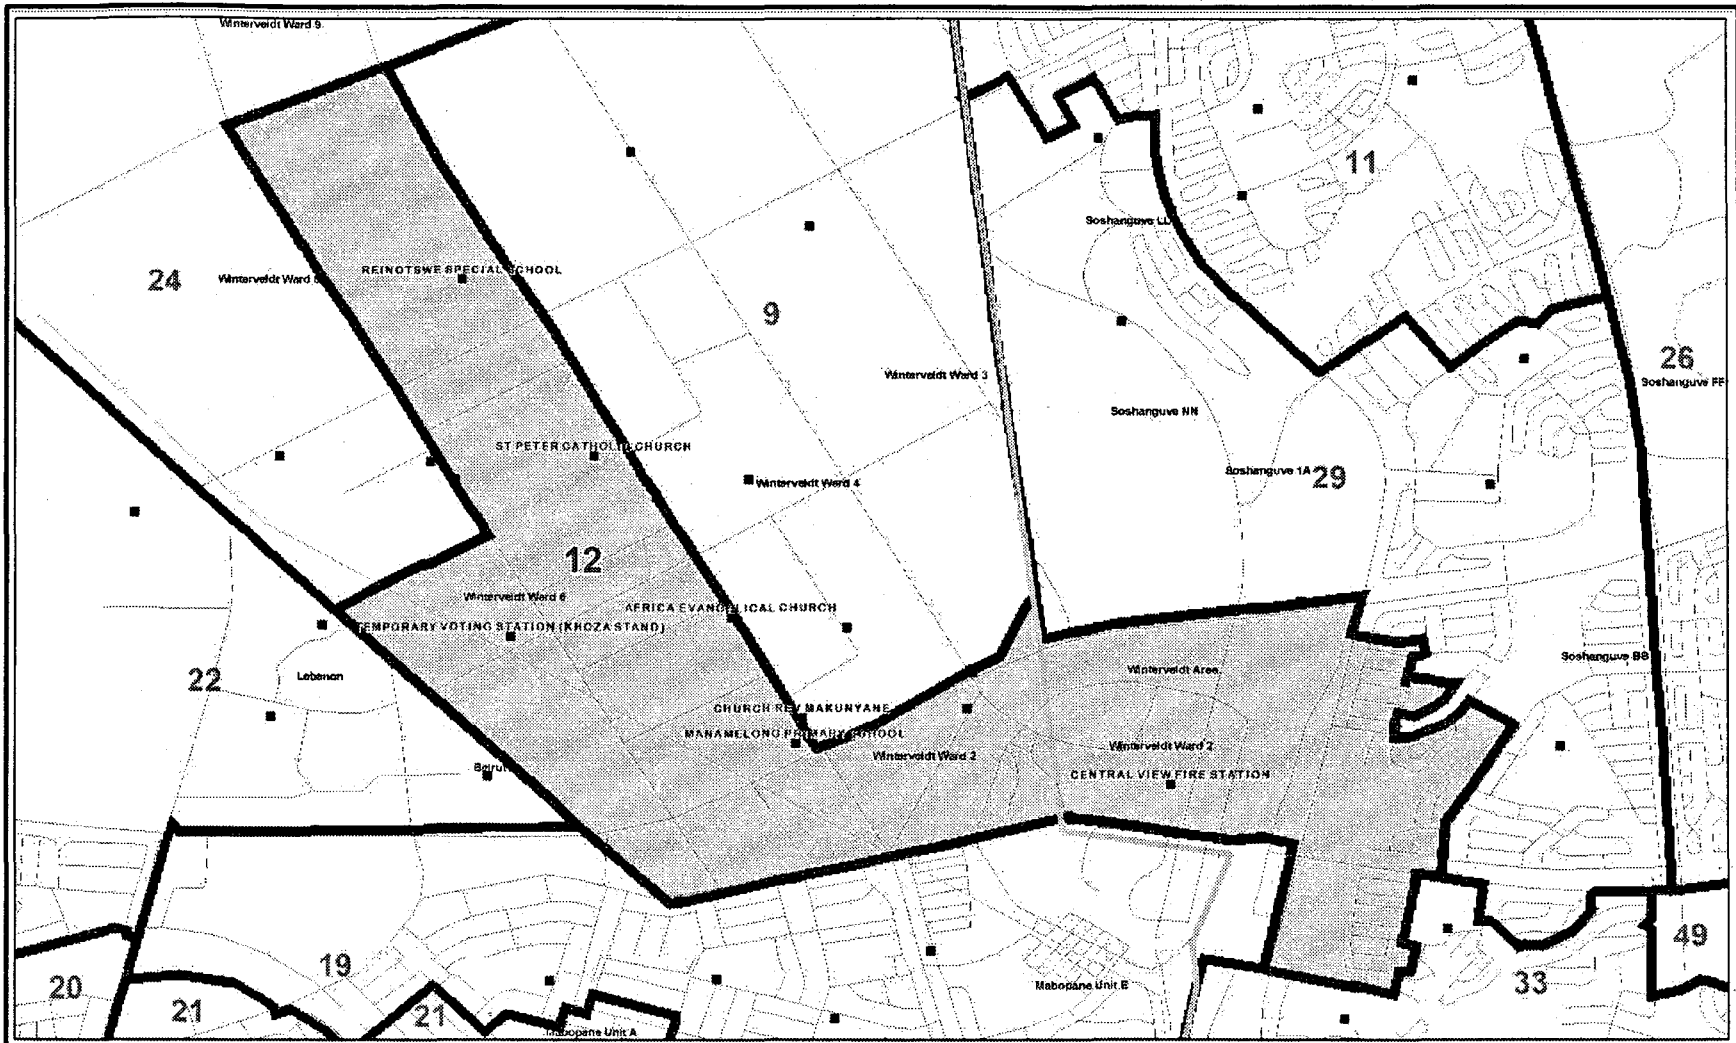 Winterveldt Ward 9
11
Soshanguve LL
24
REINOTSWE SPECIAL SCHOOL
9
26
Winterveldt Ward 3
Soshanguve FF
Soshanguve NN
ST PETER CATHOLIC CHURCH
Soshanguve 1A
29
Winterveldt Ward 4
12
Winterveldt Ward 6
AFRICA EVANGELICAL CHURCH
TEMPORARY VOTING STATION (KHOZA STAND)
Soshanguve BB
Winterveldt Area
22
Lebanon
CHURCH REV MAKUNYANE
MANAMELONG PRIMARY SCHOOL
Winterveldt Ward 2
Winterveldt Ward 2
Beirut
CENTRAL VIEW FIRE STATION
49
19
20
33
Mabopane Unit E
21
21
Mabopane Unit A